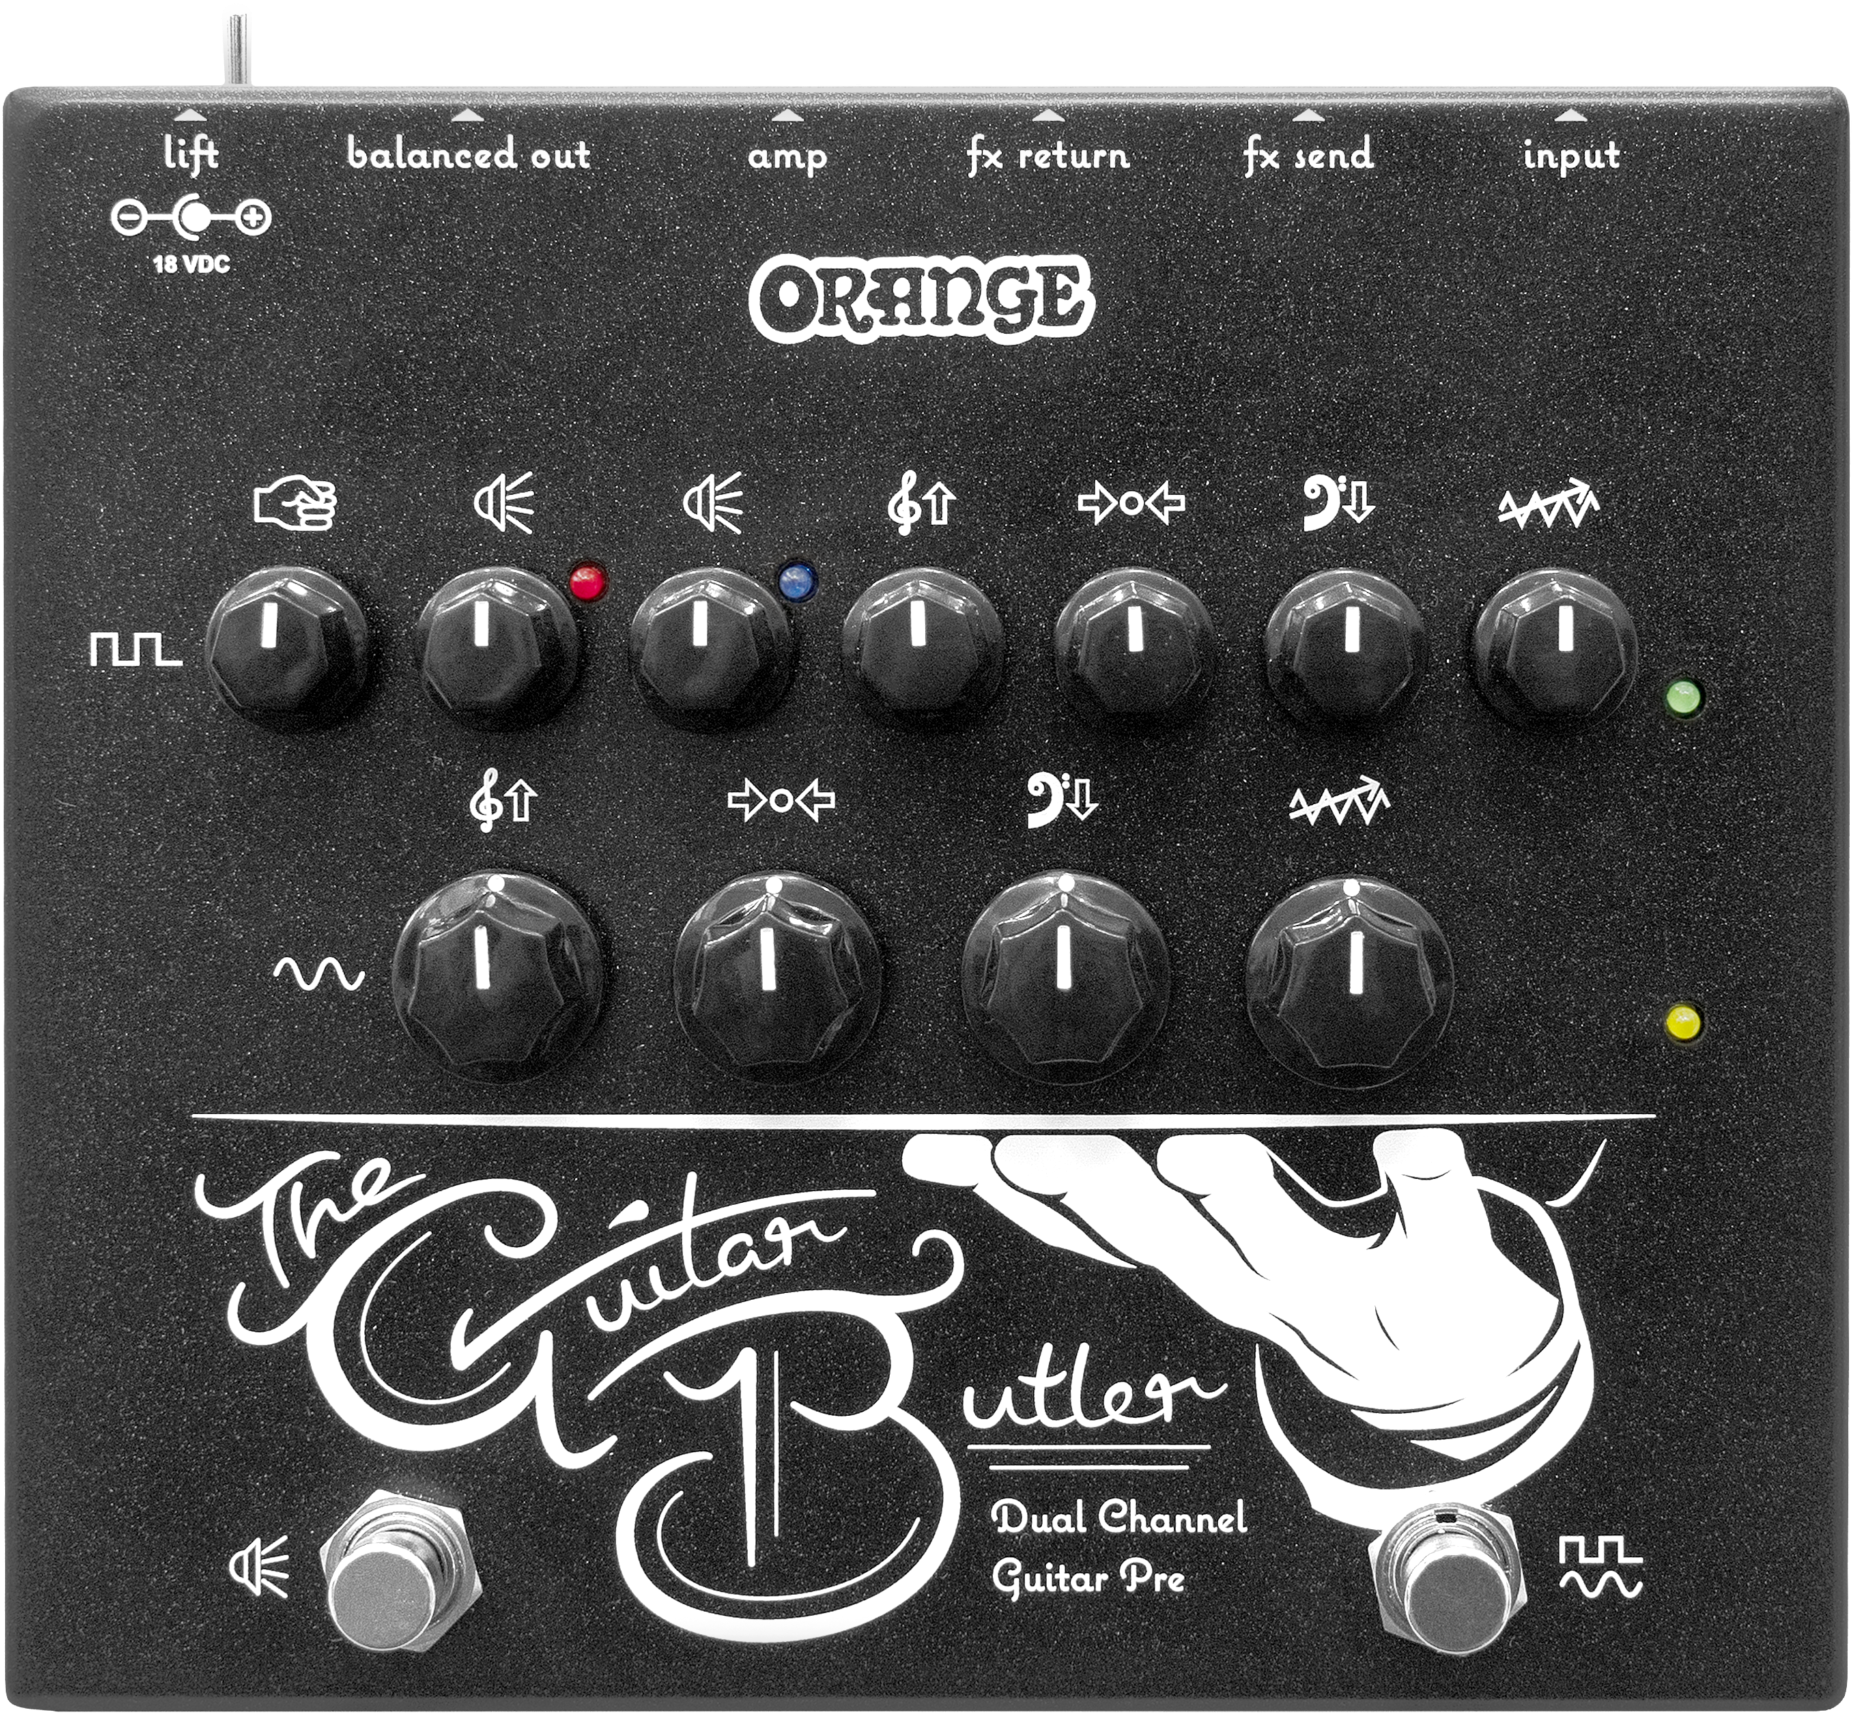 lift balanced out amp fx return fx send input
18 VDC
ORANGE
The Guitar
Butler
Dual Channel
Guitar Pre